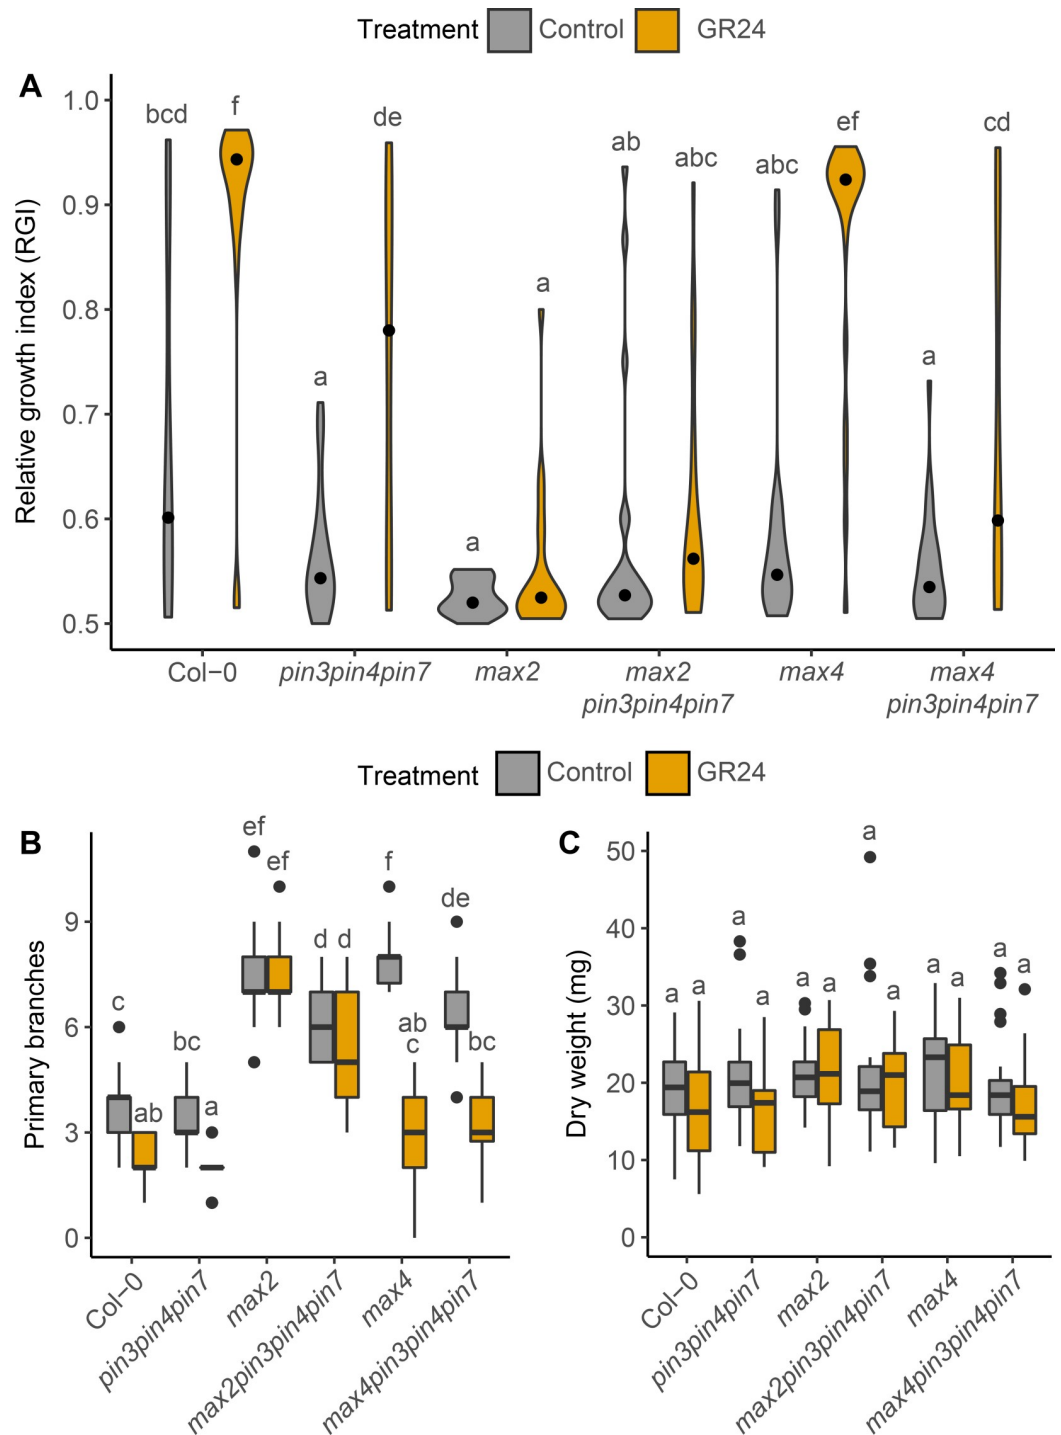 Treatment Control GR24
A
Relative growth index (RGI)
1.0
0.9
0.8
0.7
0.6
0.5
bcd f a de a a ab abc abc ef a cd
Col−0 pin3pin4pin7 max2 max2 max4 max4
pin3pin4pin7 pin3pin4pin7
Treatment Control GR24
B
Primary branches
9
6
3
0
c ab bc a ef ef d d f ab
c de bc
Col−0
pin3pin4pin7
max2
max2pin3pin4pin7
max4
max4pin3pin4pin7
C
Dry weight (mg)
50
40
30
20
10
0
a a a a a a a a a a a a
Col−0
pin3pin4pin7
max2
max2pin3pin4pin7
max4
max4pin3pin4pin7